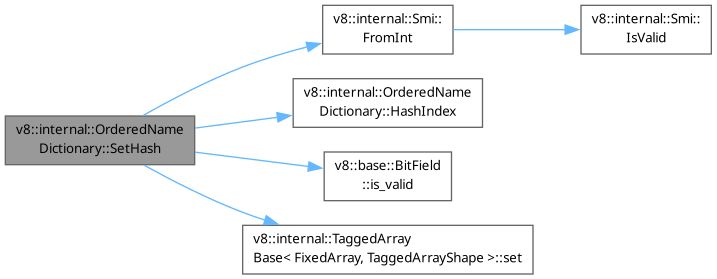 v8::internal::Smi::
FromInt
v8::internal::Smi::
IsValid
v8::internal::OrderedName
Dictionary::HashIndex
v8::internal::OrderedName
Dictionary::SetHash
v8::base::BitField
::is_valid
v8::internal::TaggedArray
Base< FixedArray, TaggedArrayShape >::set